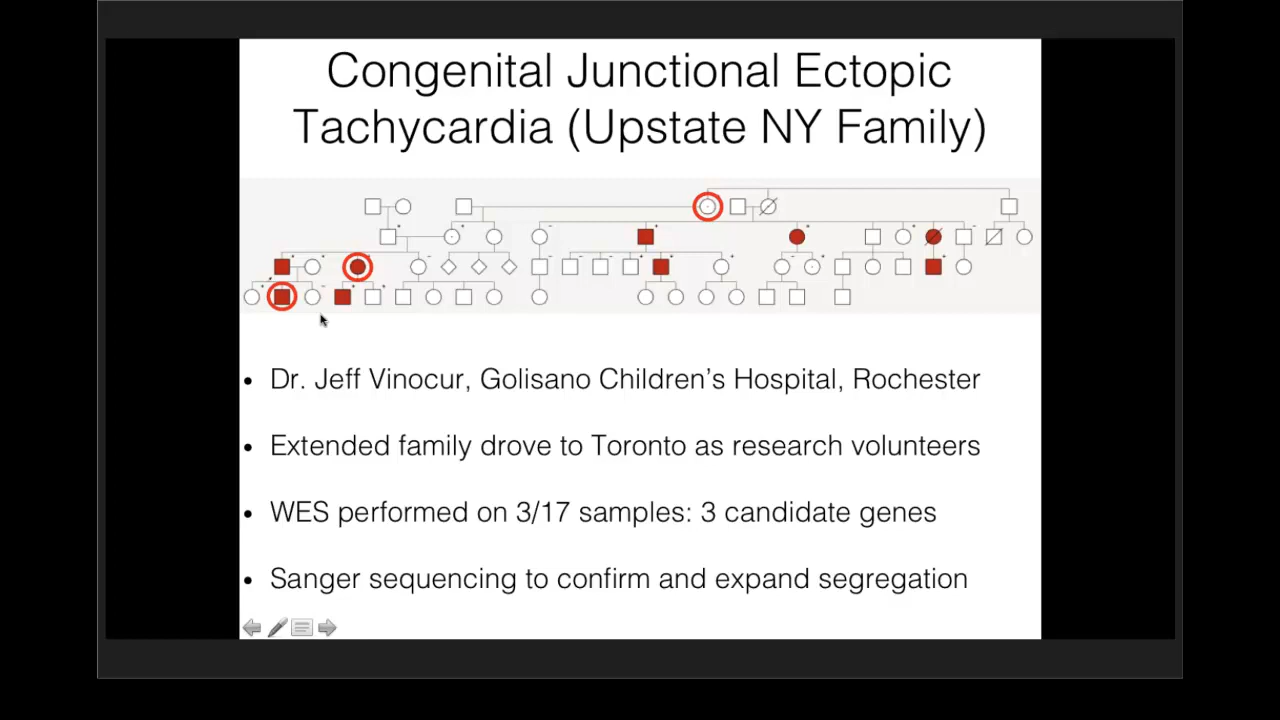 Congenital Junctional Ectopic
Tachycardia (Upstate NY Family)
• Dr. Jeff Vinocur, Golisano Children's Hospital, Rochester
• Extended family drove to Toronto as research volunteers
• WES performed on 3/17 samples: 3 candidate genes
• Sanger sequencing to confirm and expand segregation